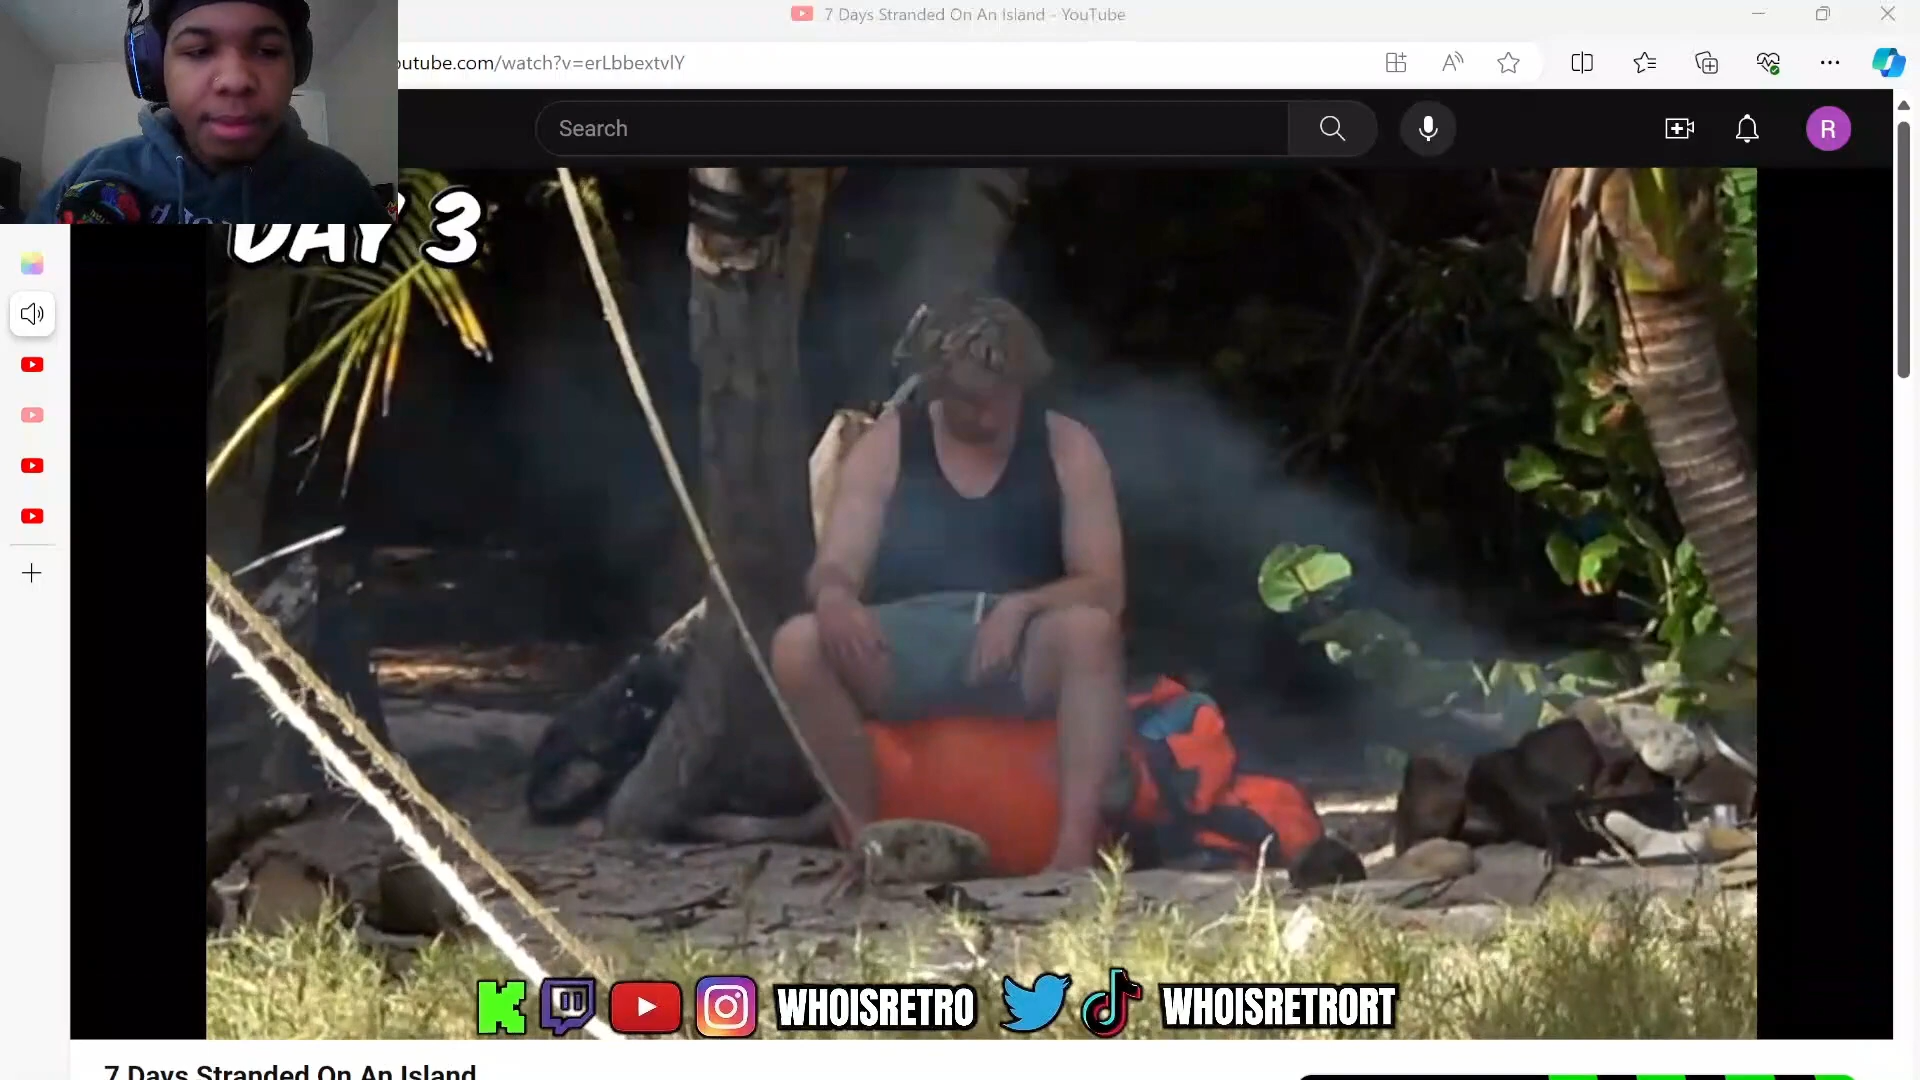 7 Days Stranded On An Island - YouTube
outube.com/watch?v=erLbbextvlY
Search
R
DAY 3
WHOISRETRO WHOISRETRORT
7 Days Stranded On An Island